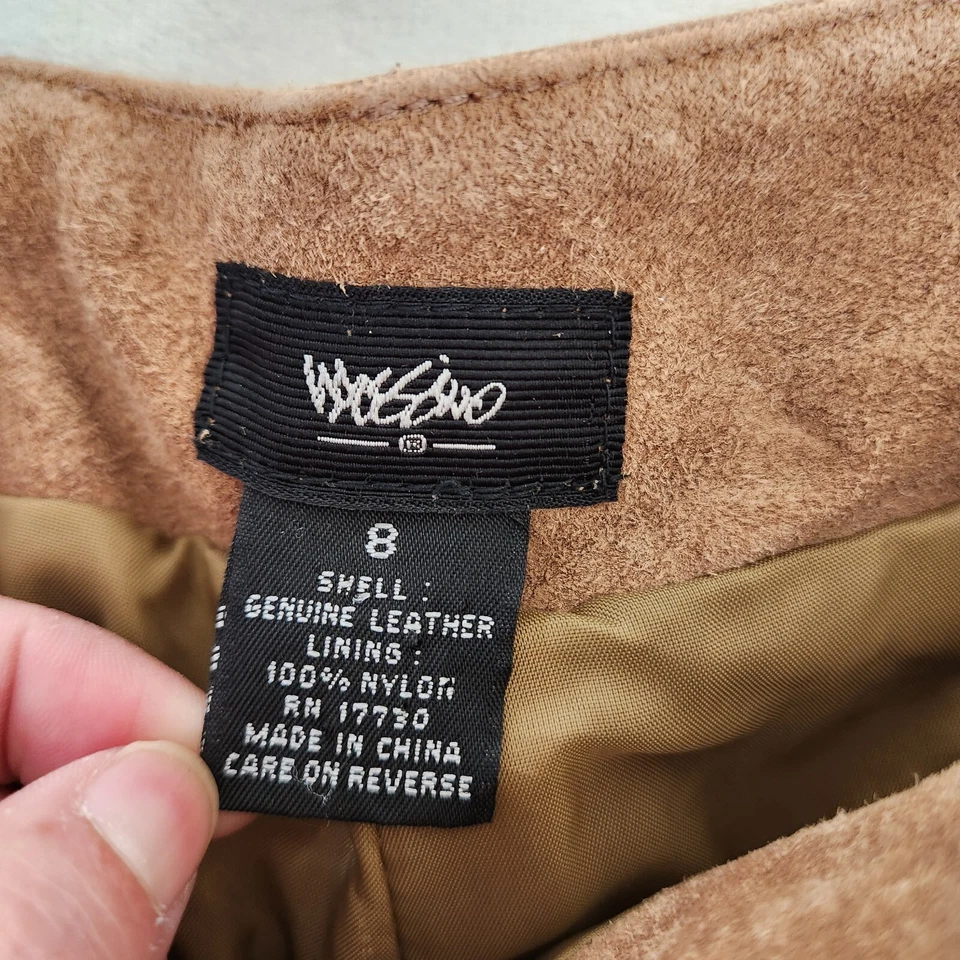 Mossimo
8
SHELL :
GENUINE LEATHER
LINING :
100% NYLON
RN 17730
MADE IN CHINA
CARE ON REVERSE